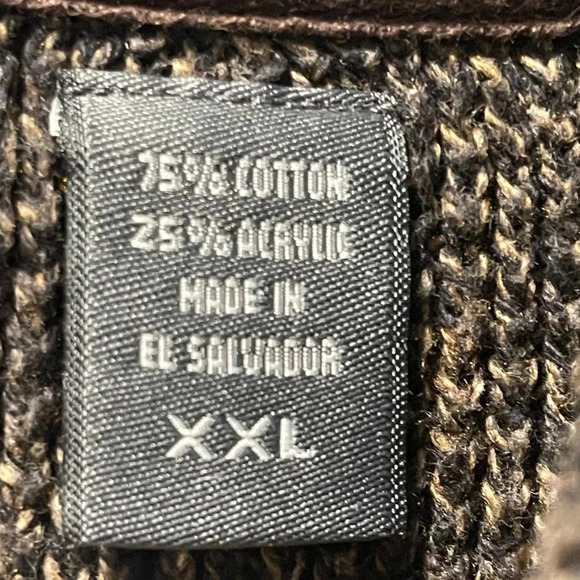 75% COTTON
25% ACRYLIC
MADE IN
EL SALVADOR
XXL